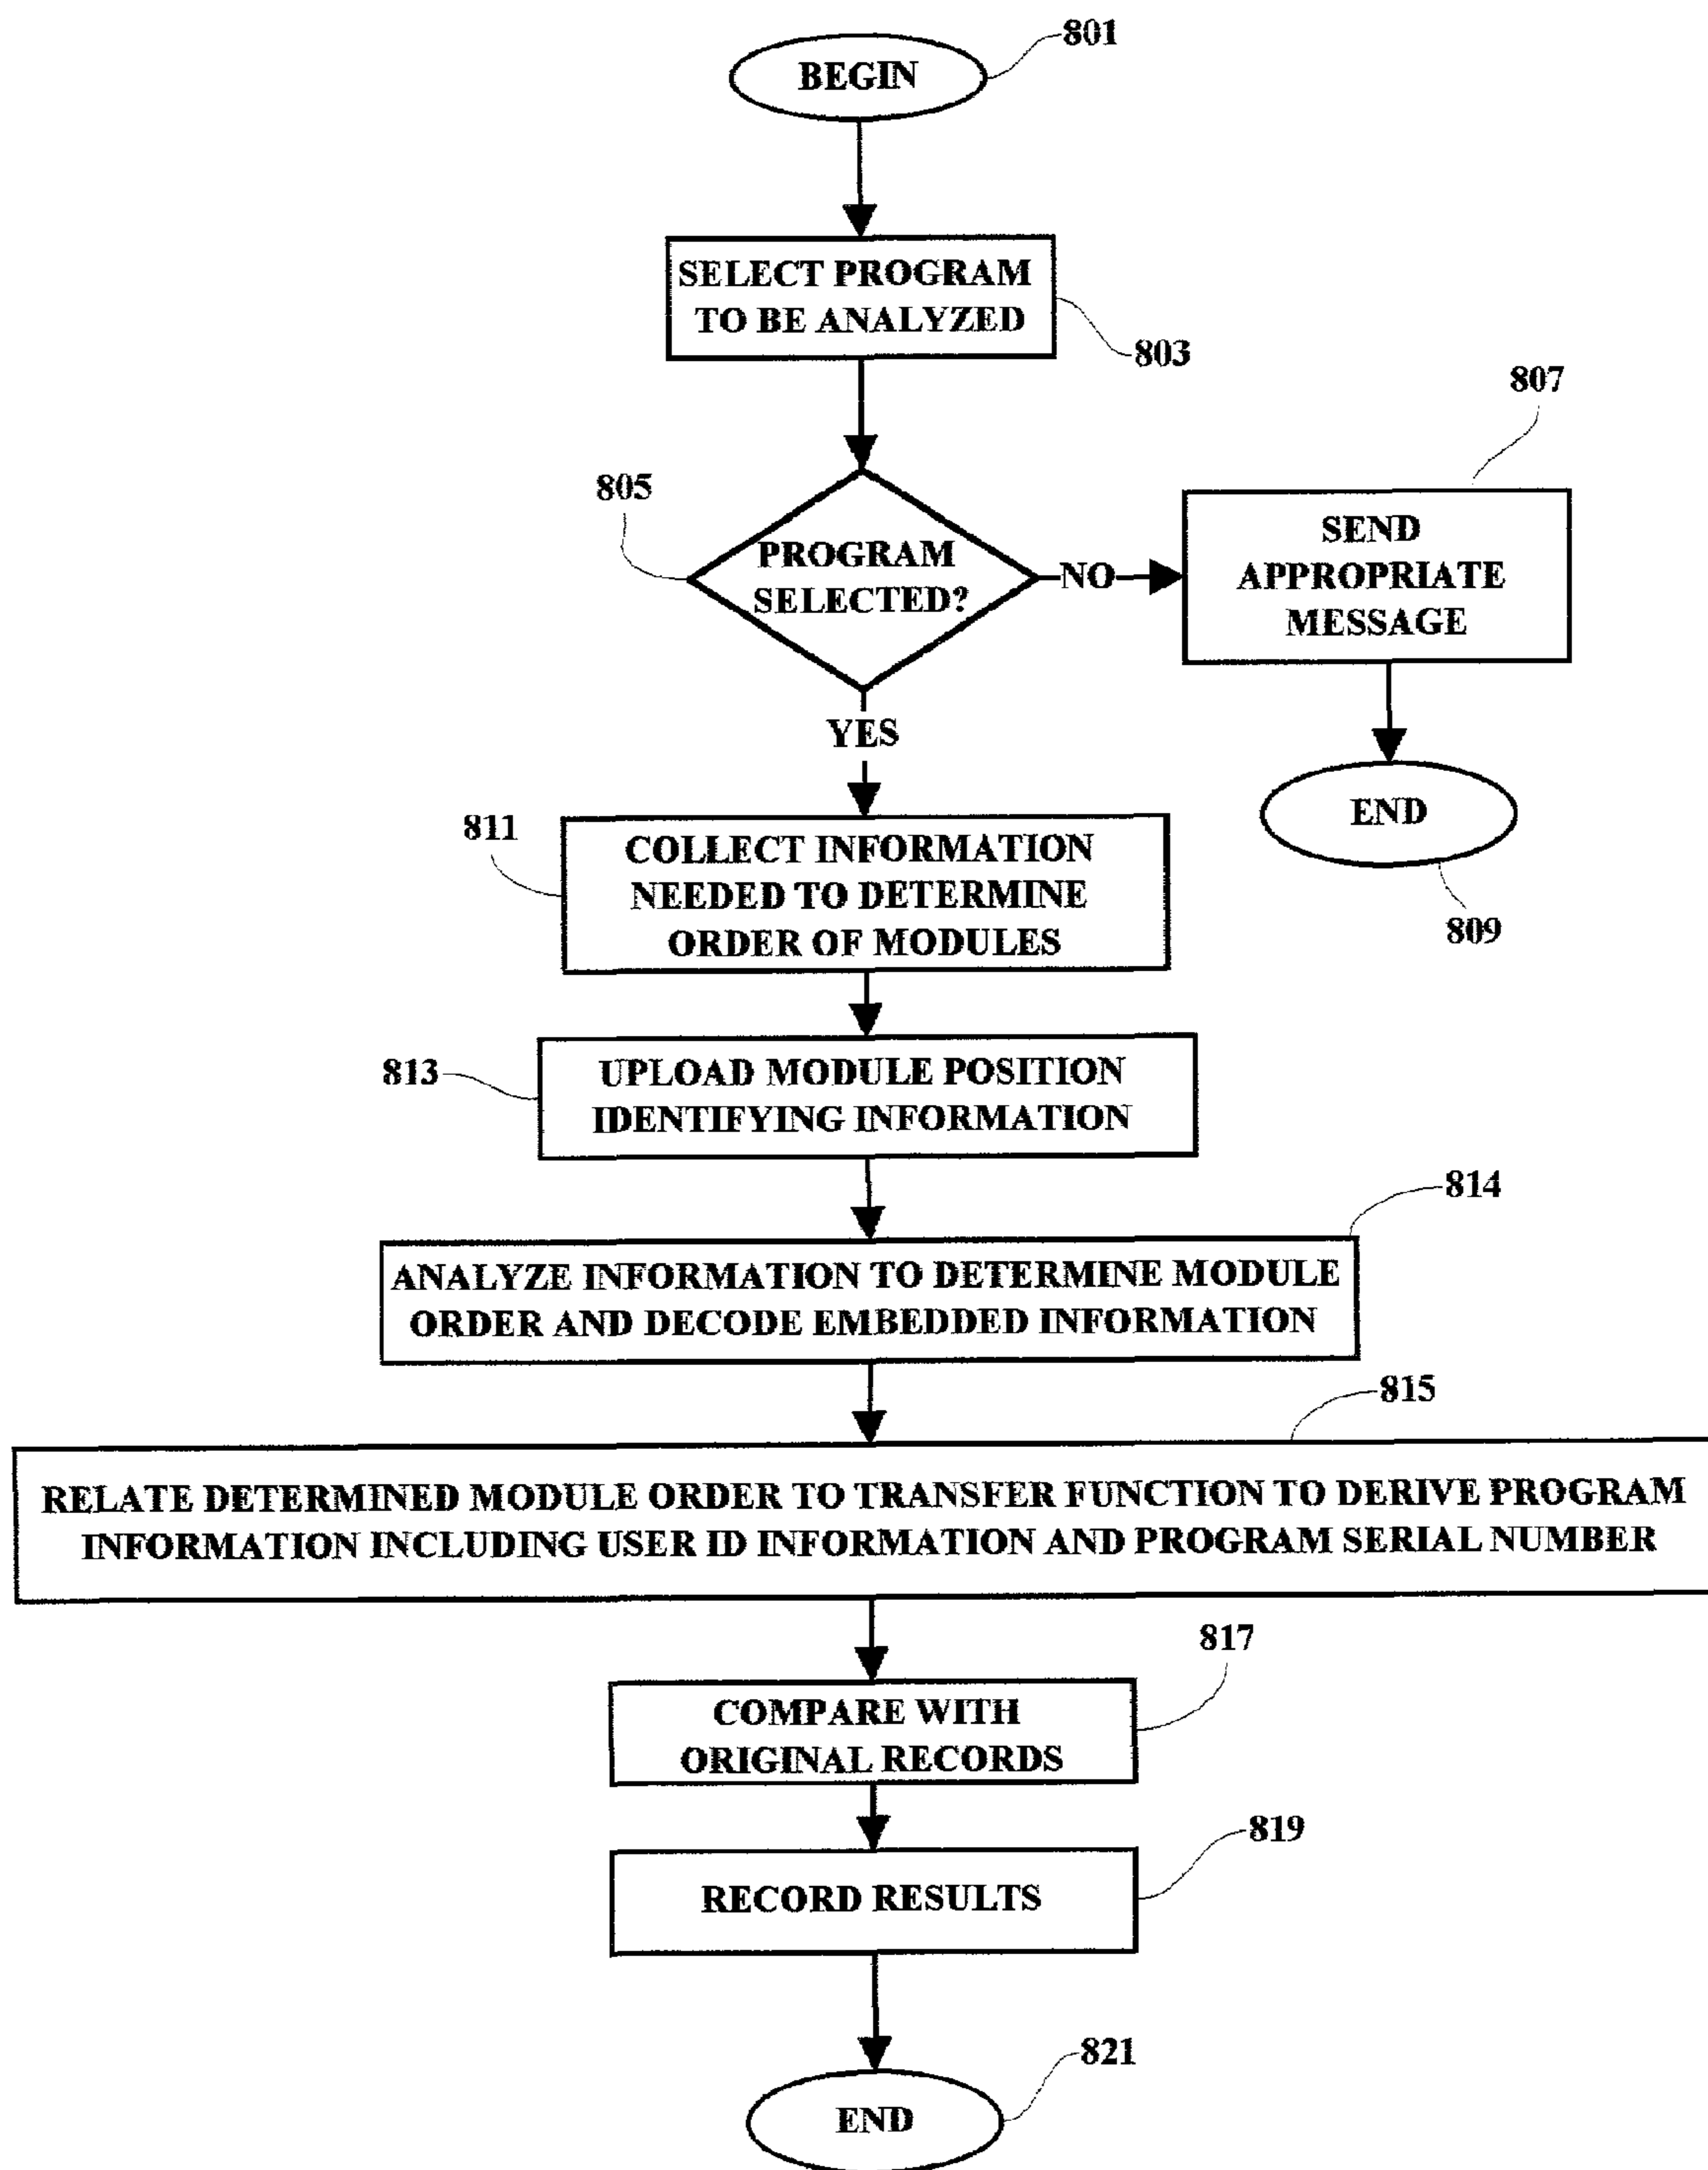 801
BEGIN
SELECT PROGRAM
TO BE ANALYZED
803
807
805
PROGRAM
SELECTED?
NO
SEND
APPROPRIATE
MESSAGE
YES
END
809
811
COLLECT INFORMATION
NEEDED TO DETERMINE
ORDER OF MODULES
813
UPLOAD MODULE POSITION
IDENTIFYING INFORMATION
814
ANALYZE INFORMATION TO DETERMINE MODULE
ORDER AND DECODE EMBEDDED INFORMATION
815
RELATE DETERMINED MODULE ORDER TO TRANSFER FUNCTION TO DERIVE PROGRAM
INFORMATION INCLUDING USER ID INFORMATION AND PROGRAM SERIAL NUMBER
817
COMPARE WITH
ORIGINAL RECORDS
819
RECORD RESULTS
821
END